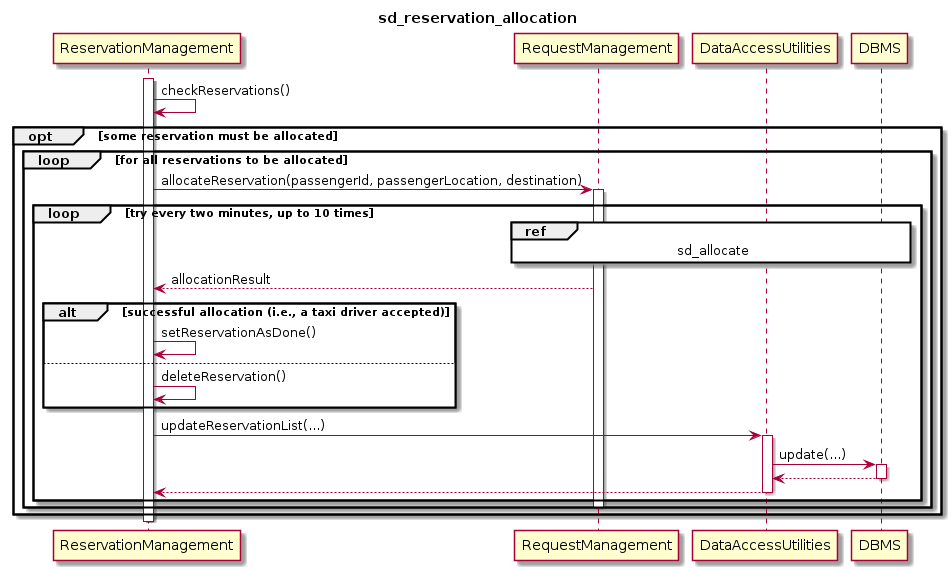 sd_reservation_allocation
ReservationManagement RequestManagement DataAccessUtilities DBMS
checkReservations()
opt [some reservation must be allocated]
loop [for all reservations to be allocated]
allocateReservation(passengerId, passengerLocation, destination)
loop [try every two minutes, up to 10 times]
ref
sd_allocate
allocationResult
alt [successful allocation (i.e., a taxi driver accepted)]
setReservationAsDone()
deleteReservation()
updateReservationList(...)
update(...)
ReservationManagement RequestManagement DataAccessUtilities DBMS